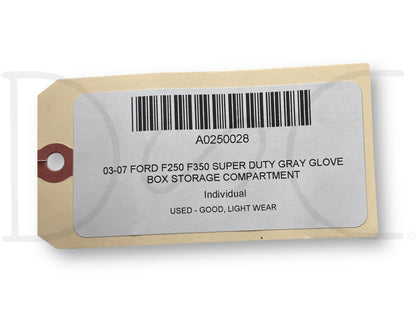 A0250028
03-07 FORD F250 F350 SUPER DUTY GRAY GLOVE
BOX STORAGE COMPARTMENT
Individual
USED - GOOD, LIGHT WEAR